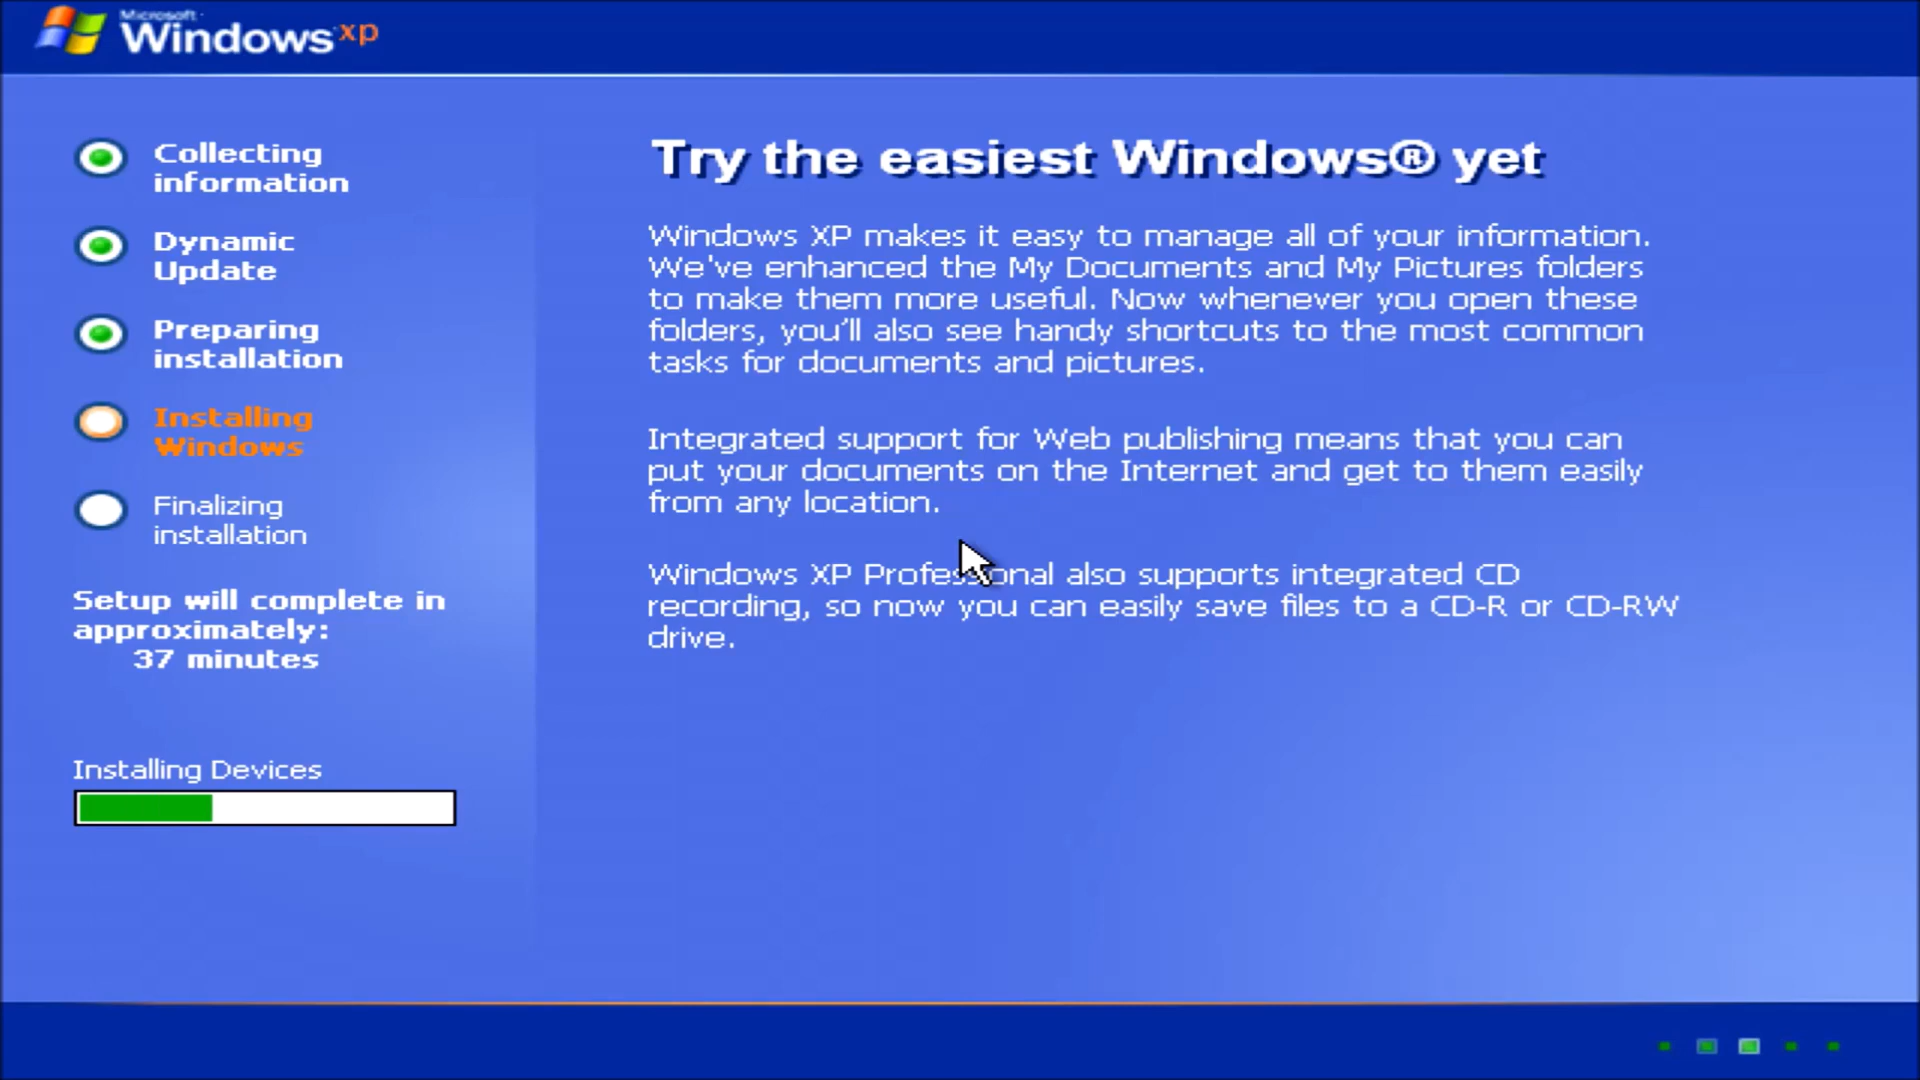 Microsoft
Windows xp
Collecting
information
Dynamic
Update
Preparing
installation
Installing
Windows
Finalizing
installation
Setup will complete in
approximately:
37 minutes
Installing Devices
Try the easiest Windows® yet
Windows XP makes it easy to manage all of your information.
We've enhanced the My Documents and My Pictures folders
to make them more useful. Now whenever you open these
folders, you'll also see handy shortcuts to the most common
tasks for documents and pictures.
Integrated support for Web publishing means that you can
put your documents on the Internet and get to them easily
from any location.
Windows XP Professional also supports integrated CD
recording, so now you can easily save files to a CD-R or CD-RW
drive.